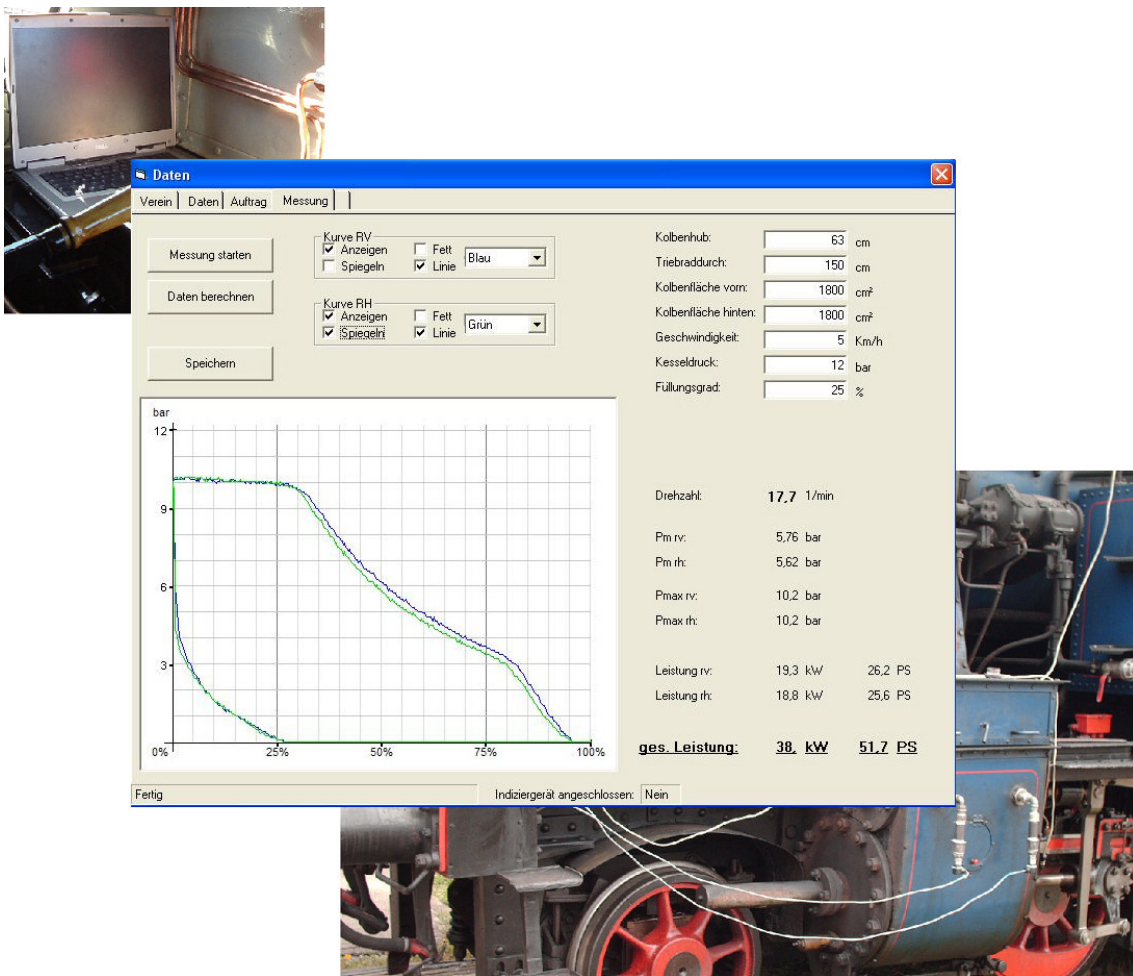 Daten
Verein Daten Auftrag Messung
Messung starten
Daten berechnen
Speichern
Kurve RV
Anzeigen Fett Blau
Spiegeln Linie
Kurve RH
Anzeigen Fett Grün
Spiegeln Linie
Kolbenhub: 63 cm
Triebraddurch: 150 cm
Kolbenfläche vorn: 1800 cm²
Kolbenfläche hinten: 1800 cm²
Geschwindigkeit: 5 Km/h
Kesseldruck: 12 bar
Füllungsgrad: 25 %
bar
12
9
6
3
0% 25% 50% 75% 100%
Drehzahl: 17,7 1/min
Pm rv: 5,76 bar
Pm rh: 5,62 bar
Pmax rv: 10,2 bar
Pmax rh: 10,2 bar
Leistung rv: 19,3 kW 26,2 PS
Leistung rh: 18,8 kW 25,6 PS
ges. Leistung: 38, kW 51,7 PS
Fertig
Indiziergerät angeschlossen: Nein